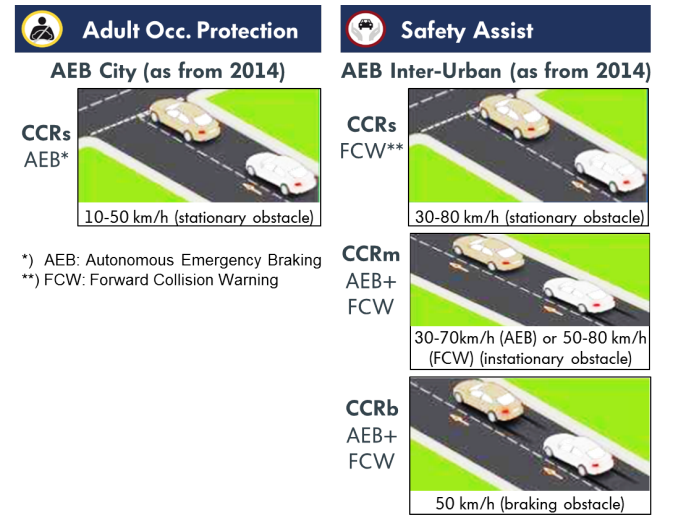 Adult Occ. Protection
AEB City (as from 2014)
CCRs
AEB*
10-50 km/h (stationary obstacle)
*) AEB: Autonomous Emergency Braking
**) FCW: Forward Collision Warning
Safety Assist
AEB Inter-Urban (as from 2014)
CCRs
FCW**
30-80 km/h (stationary obstacle)
CCRm
AEB+
FCW
30-70km/h (AEB) or 50-80 km/h
(FCW) (instationary obstacle)
CCRb
AEB+
FCW
50 km/h (braking obstacle)